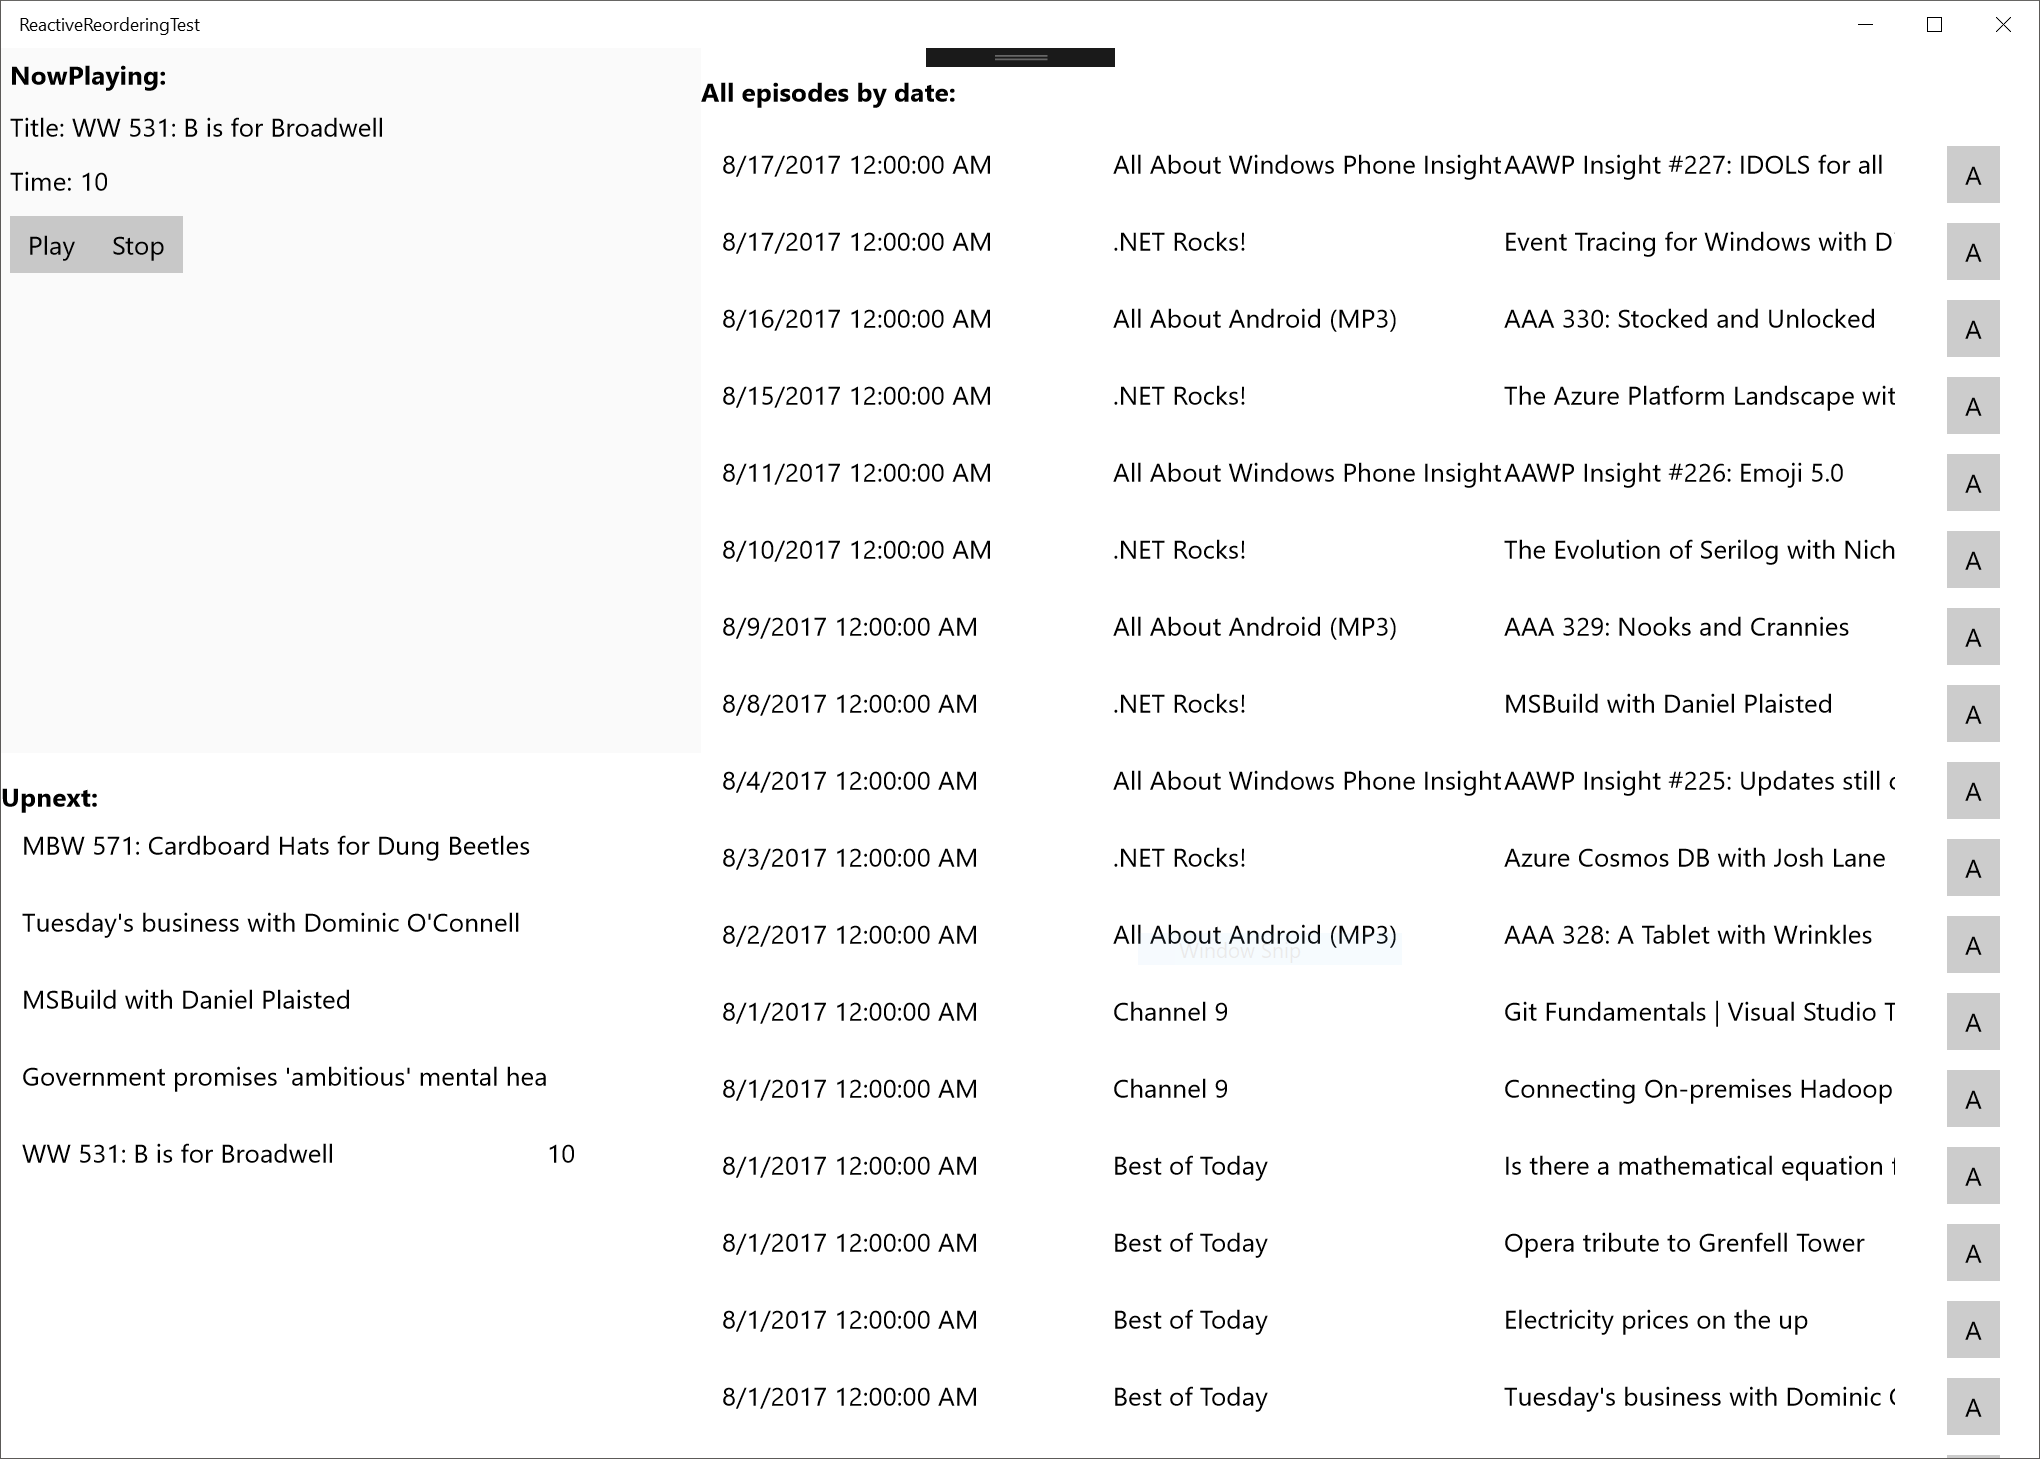 ReactiveReorderingTest
NowPlaying:
Title: WW 531: B is for Broadwell
Time: 10
Play Stop
Upnext:
MBW 571: Cardboard Hats for Dung Beetles
Tuesday's business with Dominic O'Connell
MSBuild with Daniel Plaisted
Government promises 'ambitious' mental hea
WW 531: B is for Broadwell 10
All episodes by date:
8/17/2017 12:00:00 AM All About Windows Phone Insight AAWP Insight #227: IDOLS for all A
8/17/2017 12:00:00 AM .NET Rocks! Event Tracing for Windows with D A
8/16/2017 12:00:00 AM All About Android (MP3) AAA 330: Stocked and Unlocked A
8/15/2017 12:00:00 AM .NET Rocks! The Azure Platform Landscape wit A
8/11/2017 12:00:00 AM All About Windows Phone Insight AAWP Insight #226: Emoji 5.0 A
8/10/2017 12:00:00 AM .NET Rocks! The Evolution of Serilog with Nich A
8/9/2017 12:00:00 AM All About Android (MP3) AAA 329: Nooks and Crannies A
8/8/2017 12:00:00 AM .NET Rocks! MSBuild with Daniel Plaisted A
8/4/2017 12:00:00 AM All About Windows Phone Insight AAWP Insight #225: Updates still A
8/3/2017 12:00:00 AM .NET Rocks! Azure Cosmos DB with Josh Lane A
8/2/2017 12:00:00 AM All About Android (MP3) AAA 328: A Tablet with Wrinkles A
Window Snip
8/1/2017 12:00:00 AM Channel 9 Git Fundamentals | Visual Studio T A
8/1/2017 12:00:00 AM Channel 9 Connecting On-premises Hadoop A
8/1/2017 12:00:00 AM Best of Today Is there a mathematical equation A
8/1/2017 12:00:00 AM Best of Today Opera tribute to Grenfell Tower A
8/1/2017 12:00:00 AM Best of Today Electricity prices on the up A
8/1/2017 12:00:00 AM Best of Today Tuesday's business with Dominic A